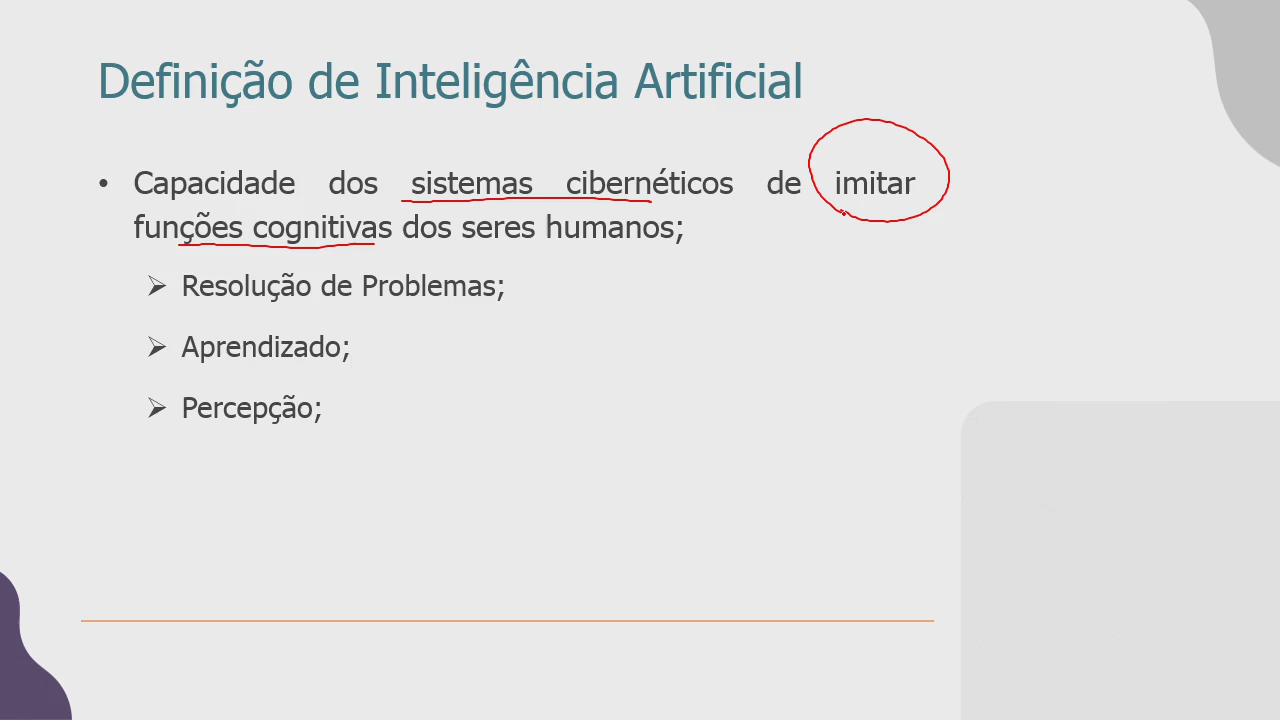 Definição de Inteligência Artificial
• Capacidade dos sistemas cibernéticos de imitar
funções cognitivas dos seres humanos;
➢ Resolução de Problemas;
➢ Aprendizado;
➢ Percepção;